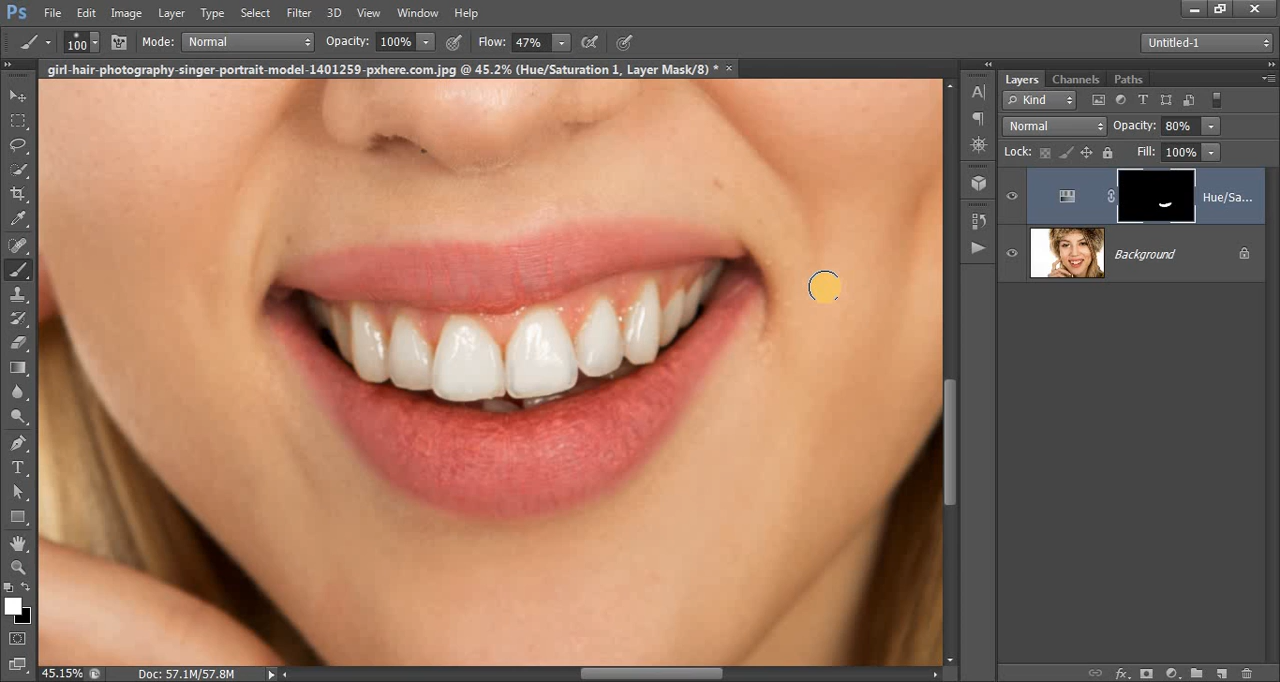 Ps File Edit Image Layer Type Select Filter 3D View Window Help
100 Mode: Normal Opacity: 100% Flow: 47% Untitled-1
girl-hair-photography-singer-portrait-model-1401259-pxhere.com.jpg @ 45.2% (Hue/Saturation 1, Layer Mask/8) *
Layers Channels Paths
Kind
Normal Opacity: 80%
Lock: Fill: 100%
Hue/Sa...
Background
45.15% Doc: 57.1M/57.8M